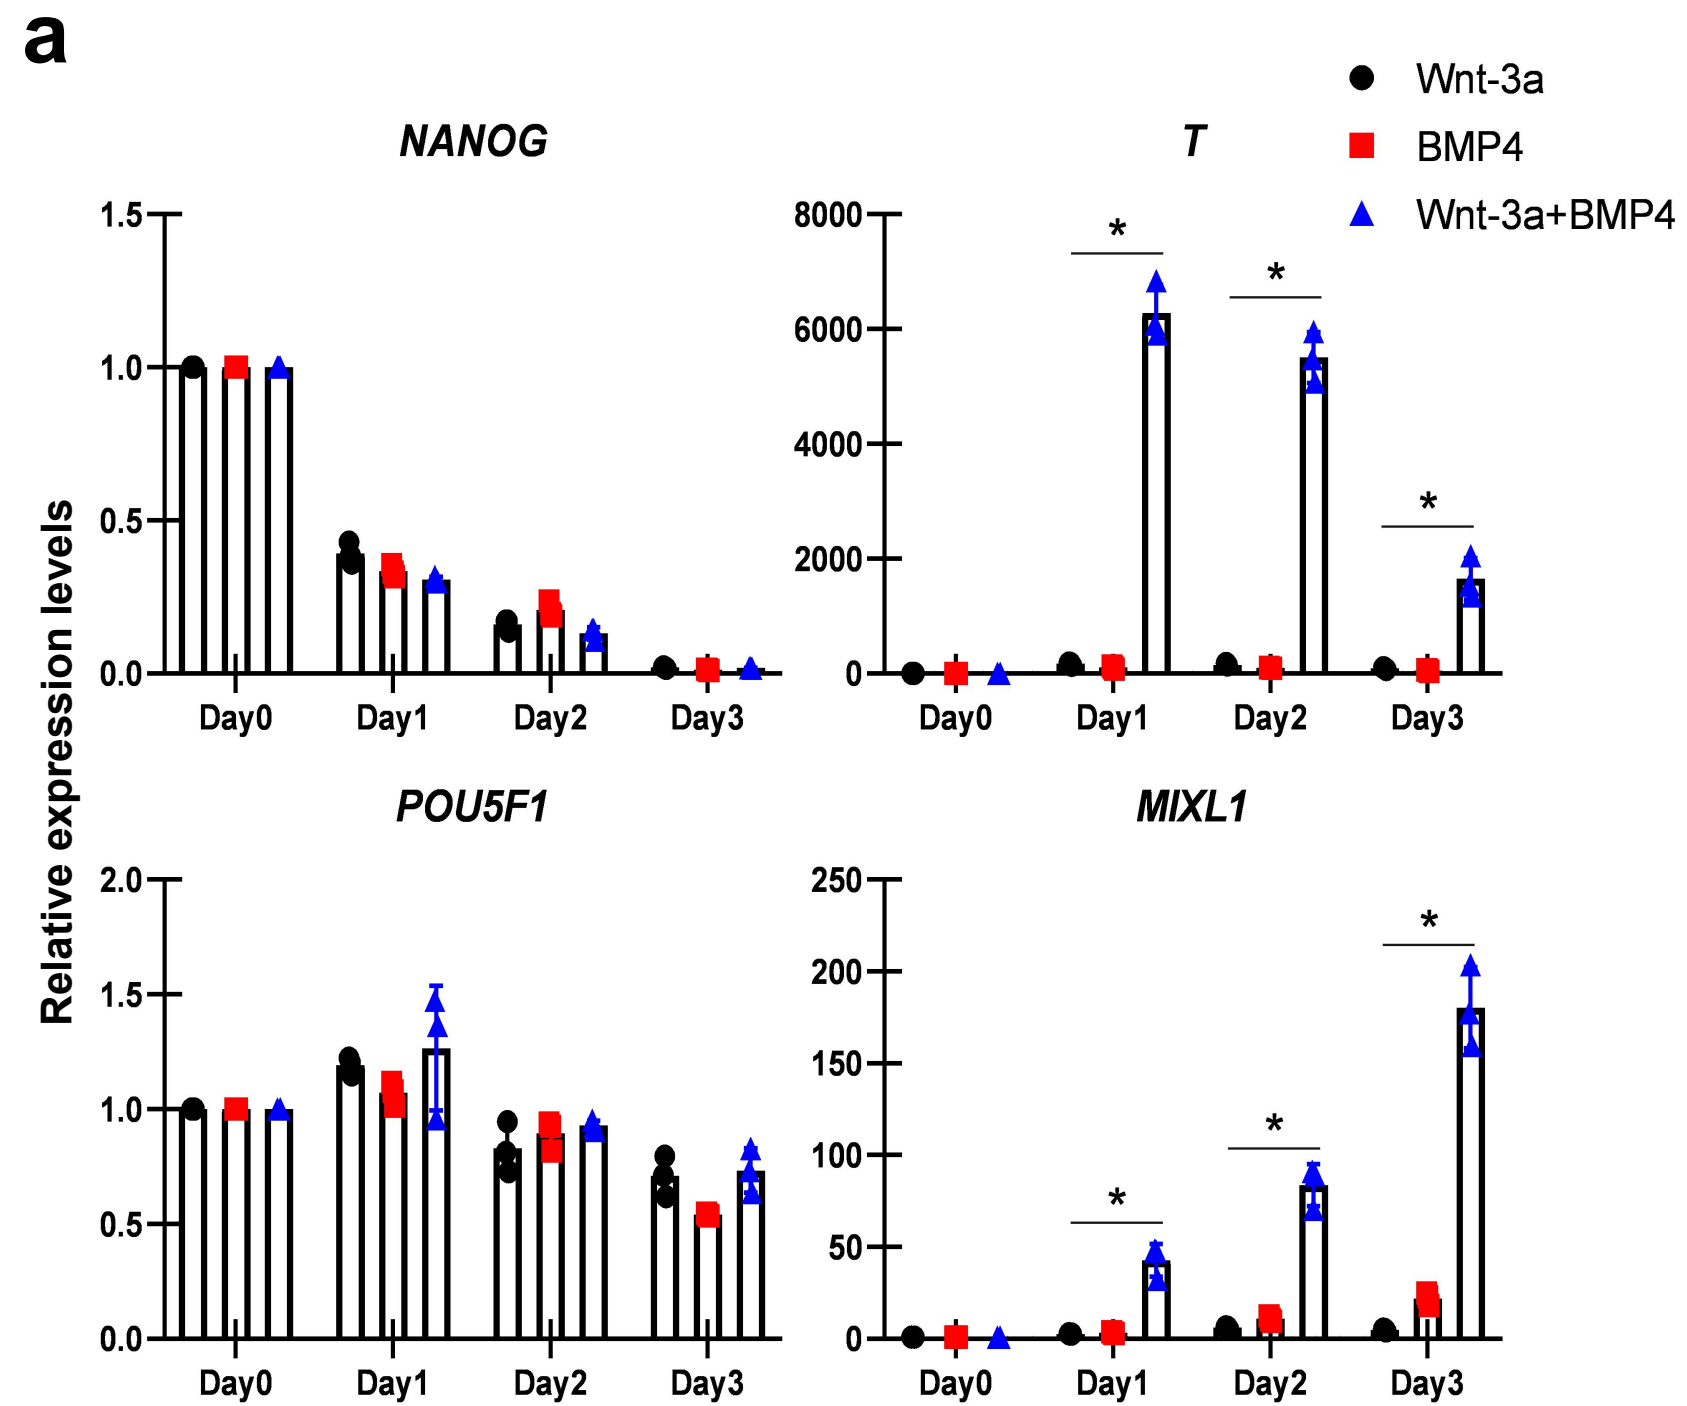 a
Wnt-3a
BMP4
Wnt-3a+BMP4
Relative expression levels
NANOG
1.5
1.0
0.5
0.0
Day0 Day1 Day2 Day3
T
8000
6000
4000
2000
0
* * *
Day0 Day1 Day2 Day3
POU5F1
2.0
1.5
1.0
0.5
0.0
Day0 Day1 Day2 Day3
MIXL1
250
200
150
100
50
0
* * *
Day0 Day1 Day2 Day3